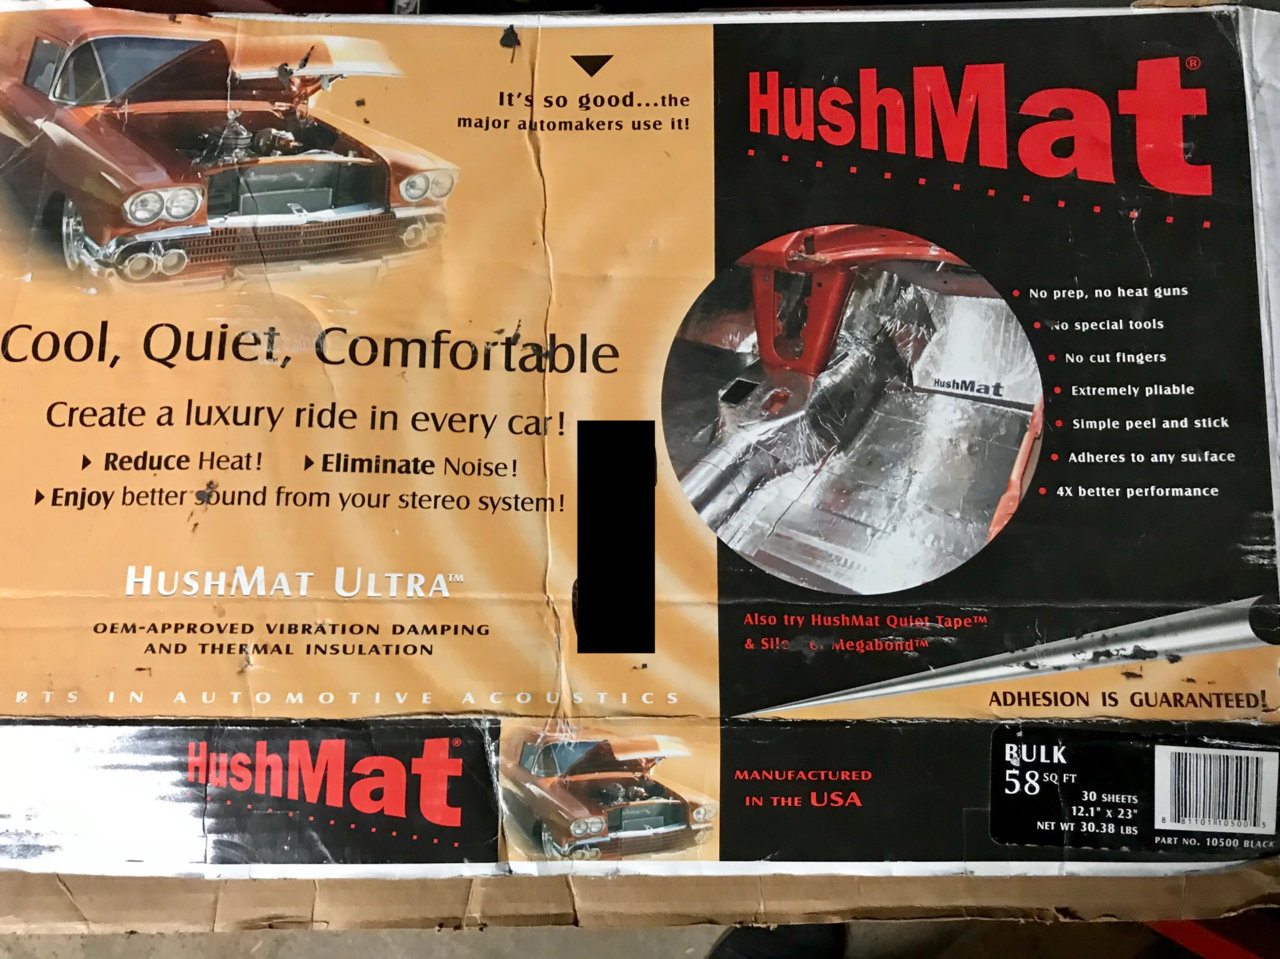 It's so good...the
major automakers use it!
HushMat®
Cool, Quiet, Comfortable
Create a luxury ride in every car!
Reduce Heat! Eliminate Noise!
Enjoy better sound from your stereo system!
HUSHMAT ULTRA™
OEM-APPROVED VIBRATION DAMPING
AND THERMAL INSULATION
IN AUTOMOTIVE ACOUSTICS
HushMat
No prep, no heat guns
No special tools
No cut fingers
Extremely pliable
Simple peel and stick
Adheres to any surface
4X better performance
Also try HushMat Quiet Tape™
& Megabond™
ADHESION IS GUARANTEED!
HushMat®
MANUFACTURED
IN THE USA
BULK
58 SQ FT
30 SHEETS
12.1" x 23"
NET WT 30.38 LBS
PART NO. 10500 BLACK